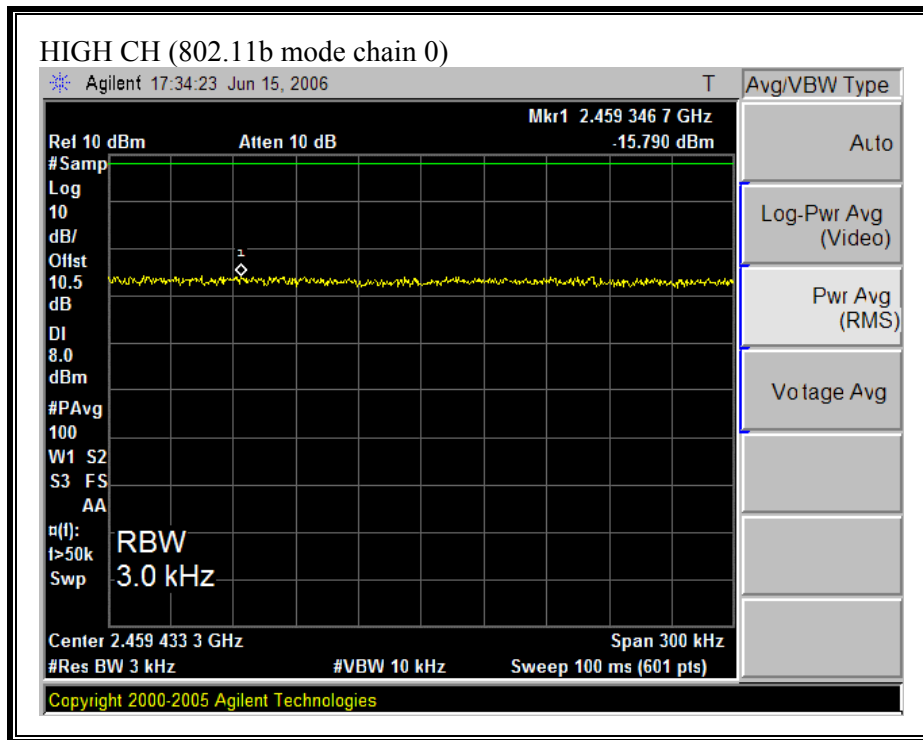 HIGH CH (802.11b mode chain 0)
Agilent 17:34:23 Jun 15, 2006 T
Avg/VBW Type
Mkr1 2.459 346 7 GHz
Ref 10 dBm Atten 10 dB -15.790 dBm
#Samp
Log
10
dB/
Offst
10.5
dB
DI
8.0
dBm
#PAvg
100
W1 S2
S3 FS
AA
¤(f):
f>50k
Swp
1
RBW
3.0 kHz
Center 2.459 433 3 GHz Span 300 kHz
#Res BW 3 kHz #VBW 10 kHz Sweep 100 ms (601 pts)
Copyright 2000-2005 Agilent Technologies
Auto
Log-Pwr Avg
(Video)
Pwr Avg
(RMS)
Vo tage Avg